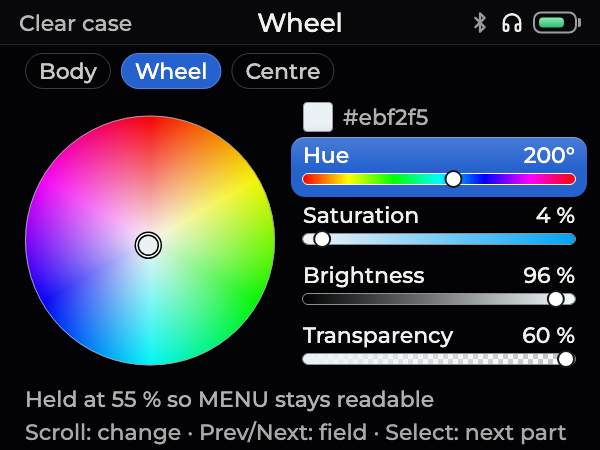 Clear case
Wheel
Body
Wheel
Centre
#ebf2f5
Hue 200°
Saturation 4 %
Brightness 96 %
Transparency 60 %
Held at 55 % so MENU stays readable
Scroll: change · Prev/Next: field · Select: next part